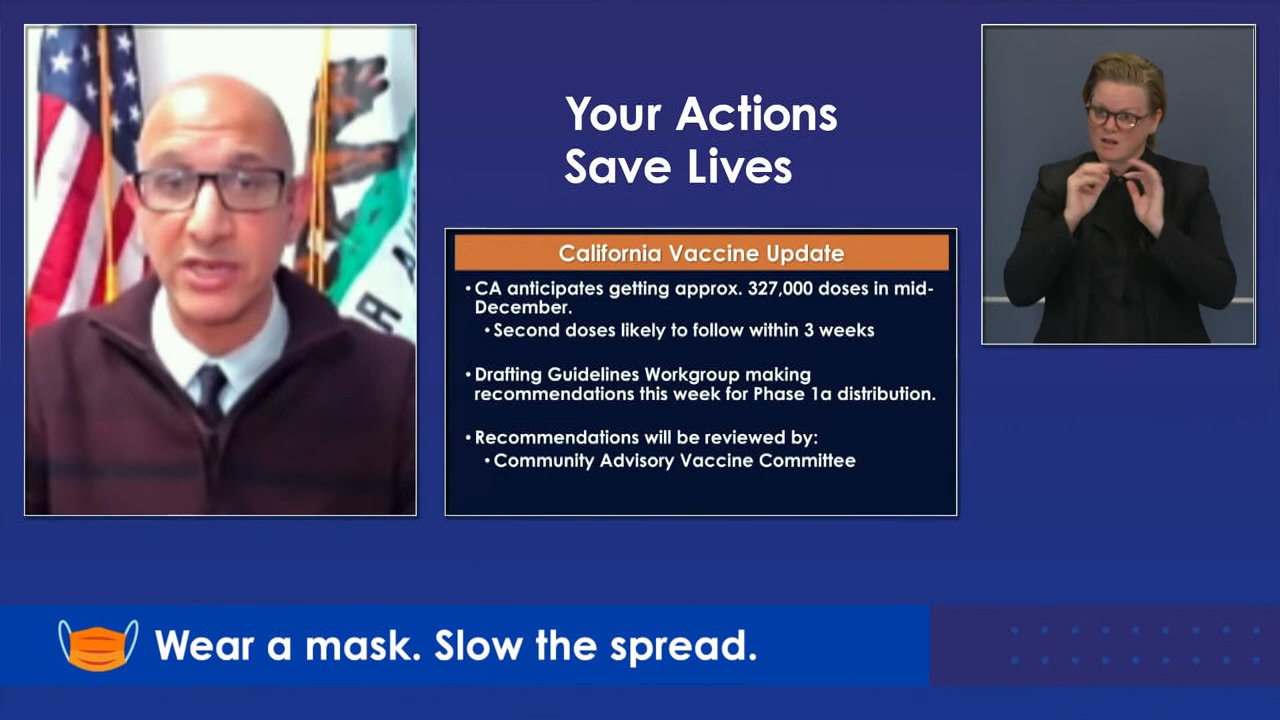 Your Actions
Save Lives
California Vaccine Update
• CA anticipates getting approx. 327,000 doses in mid-
December.
• Second doses likely to follow within 3 weeks
• Drafting Guidelines Workgroup making
recommendations this week for Phase 1a distribution.
• Recommendations will be reviewed by:
• Community Advisory Vaccine Committee
Wear a mask. Slow the spread.